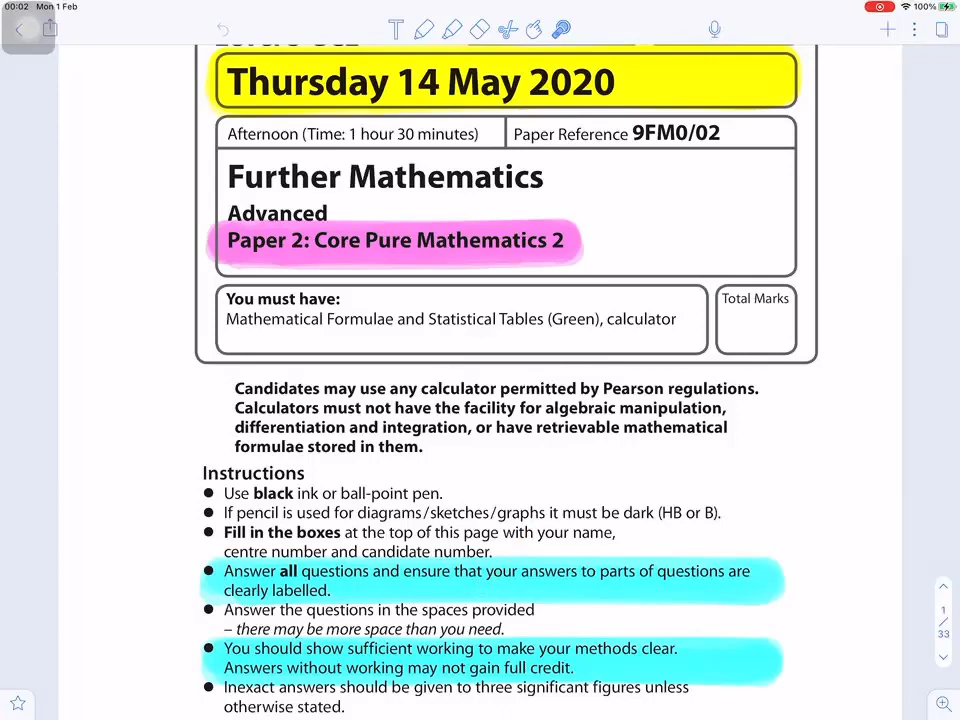 00:02 Mon 1 Feb
100%
Thursday 14 May 2020
Afternoon (Time: 1 hour 30 minutes)
Paper Reference 9FM0/02
Further Mathematics
Advanced
Paper 2: Core Pure Mathematics 2
You must have:
Mathematical Formulae and Statistical Tables (Green), calculator
Total Marks
Candidates may use any calculator permitted by Pearson regulations.
Calculators must not have the facility for algebraic manipulation,
differentiation and integration, or have retrievable mathematical
formulae stored in them.
Instructions
● Use black ink or ball-point pen.
● If pencil is used for diagrams/sketches/graphs it must be dark (HB or B).
● Fill in the boxes at the top of this page with your name,
centre number and candidate number.
● Answer all questions and ensure that your answers to parts of questions are
clearly labelled.
● Answer the questions in the spaces provided
– there may be more space than you need.
● You should show sufficient working to make your methods clear.
Answers without working may not gain full credit.
● Inexact answers should be given to three significant figures unless
otherwise stated.
1
/
33